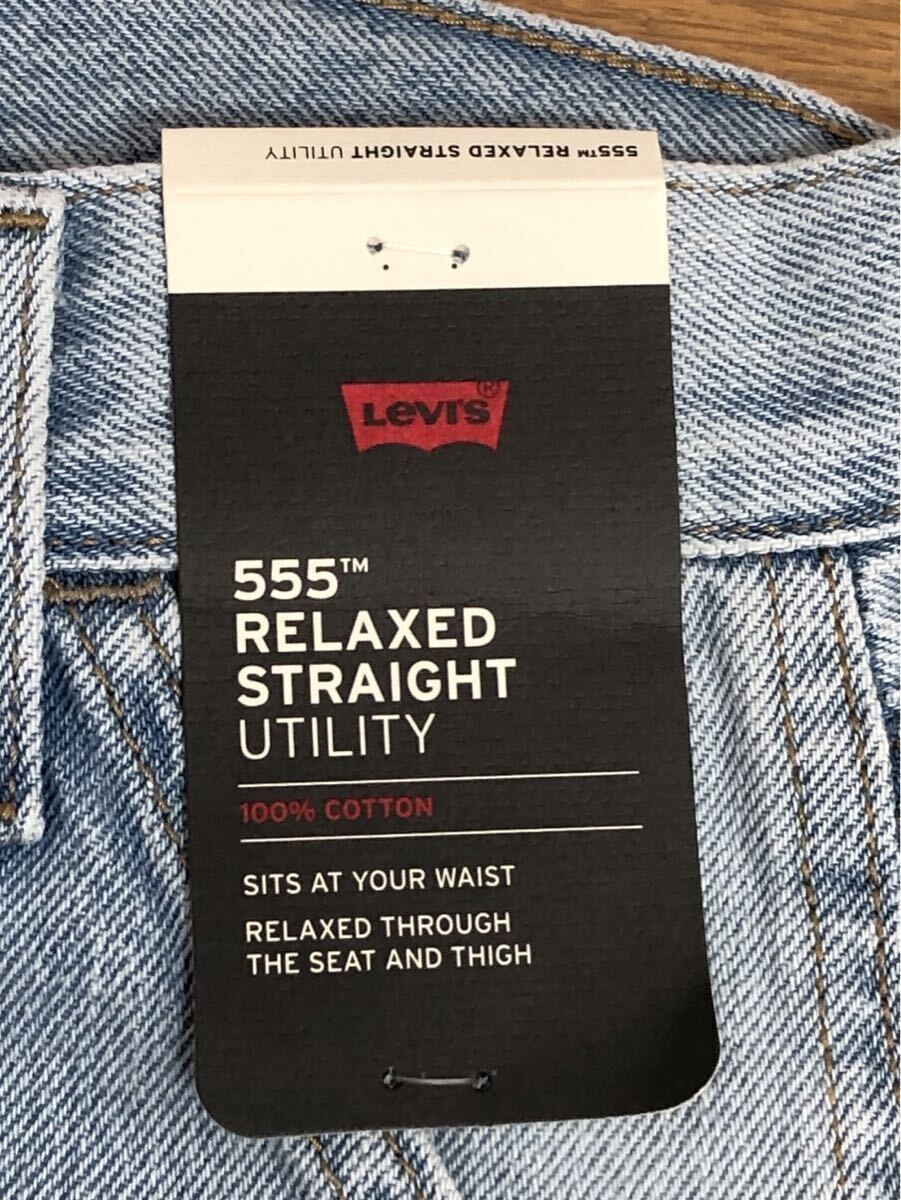 555™ RELAXED STRAIGHT UTILITY
LEVI'S®
555™
RELAXED
STRAIGHT
UTILITY
100% COTTON
SITS AT YOUR WAIST
RELAXED THROUGH
THE SEAT AND THIGH